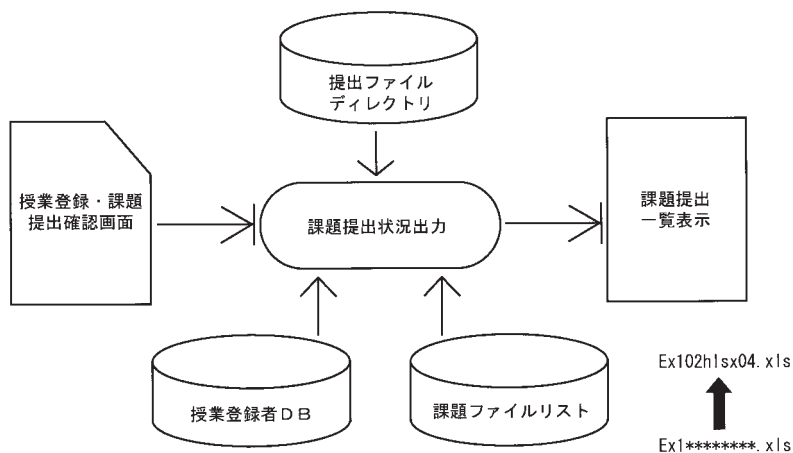 提出ファイル
ディレクトリ
授業登録・課題
提出確認画面
課題提出状況出力
課題提出
一覧表示
授業登録者DB
課題ファイルリスト
Ex102hlsx04.xls
Ex1********.xls